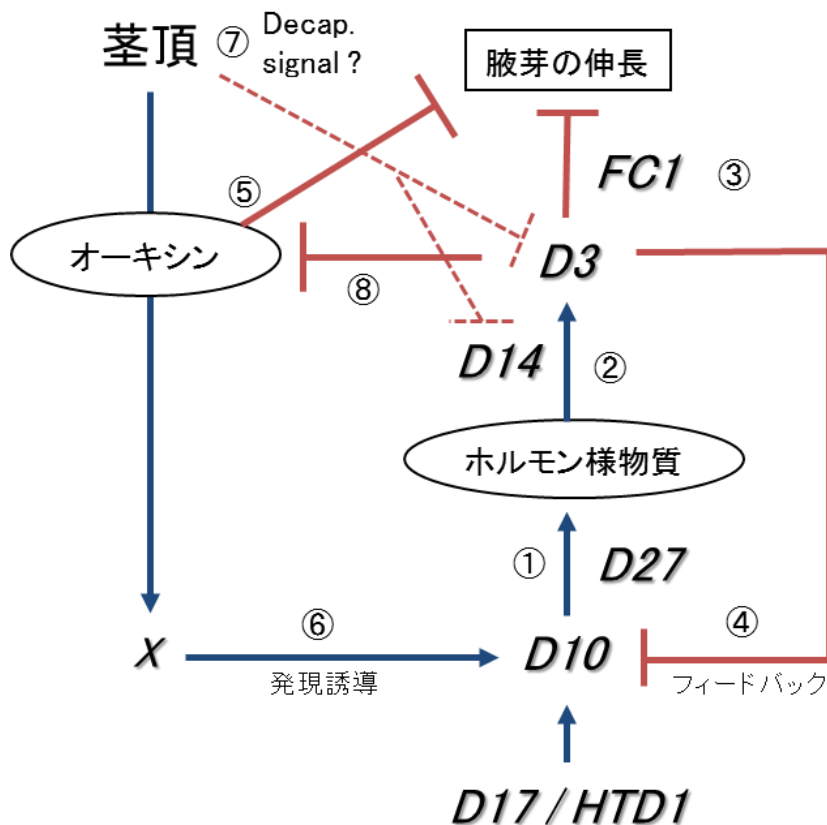 茎頂
⑦ Decap.
signal ?
腋芽の伸長
FC1 ③
⑤
オーキシン
D3
⑧
D14
②
ホルモン様物質
①
D27
⑥
④
X
発現誘導
D10
フィードバック
D17 / HTD1